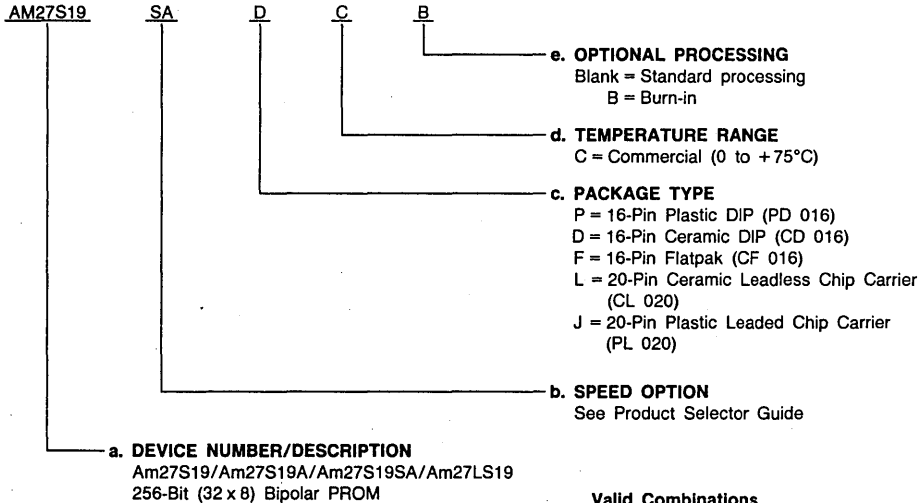 AM27S19 SA D C B
e. OPTIONAL PROCESSING
Blank = Standard processing
B = Burn-in
d. TEMPERATURE RANGE
C = Commercial (0 to +75°C)
c. PACKAGE TYPE
P = 16-Pin Plastic DIP (PD 016)
D = 16-Pin Ceramic DIP (CD 016)
F = 16-Pin Flatpak (CF 016)
L = 20-Pin Ceramic Leadless Chip Carrier
(CL 020)
J = 20-Pin Plastic Leaded Chip Carrier
(PL 020)
b. SPEED OPTION
See Product Selector Guide
a. DEVICE NUMBER/DESCRIPTION
Am27S19/Am27S19A/Am27S19SA/Am27LS19
256-Bit (32 x 8) Bipolar PROM
Valid Combinations